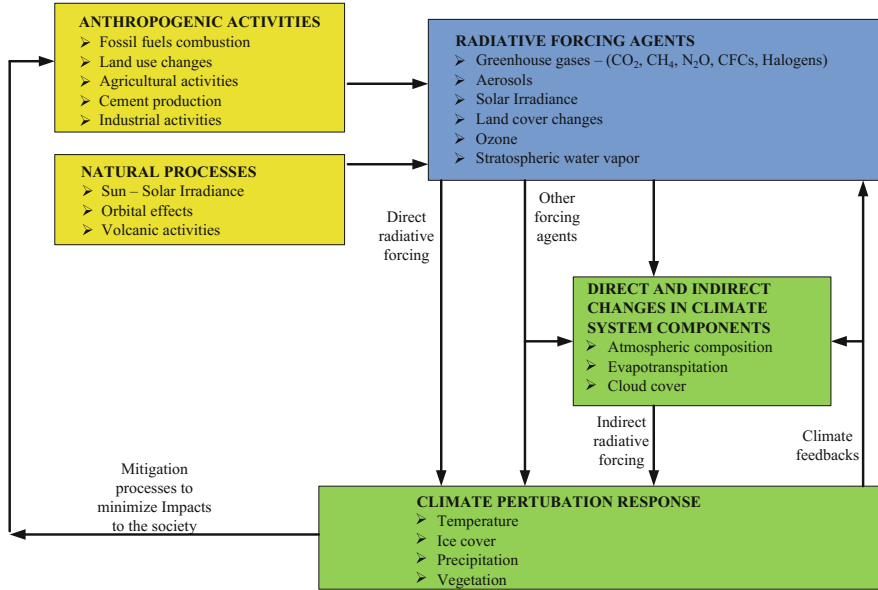 ANTHROPOGENIC ACTIVITIES
➢ Fossil fuels combustion
➢ Land use changes
➢ Agricultural activities
➢ Cement production
➢ Industrial activities
RADIATIVE FORCING AGENTS
➢ Greenhouse gases – (CO₂, CH₄, N₂O, CFCs, Halogens)
➢ Aerosols
➢ Solar Irradiance
➢ Land cover changes
➢ Ozone
➢ Stratospheric water vapor
NATURAL PROCESSES
➢ Sun – Solar Irradiance
➢ Orbital effects
➢ Volcanic activities
Direct
radiative
forcing
Other
forcing
agents
DIRECT AND INDIRECT
CHANGES IN CLIMATE
SYSTEM COMPONENTS
➢ Atmospheric composition
➢ Evapotranspitation
➢ Cloud cover
Indirect
radiative
forcing
Climate
feedbacks
Mitigation
processes to
minimize Impacts
to the society
CLIMATE PERTUBATION RESPONSE
➢ Temperature
➢ Ice cover
➢ Precipitation
➢ Vegetation